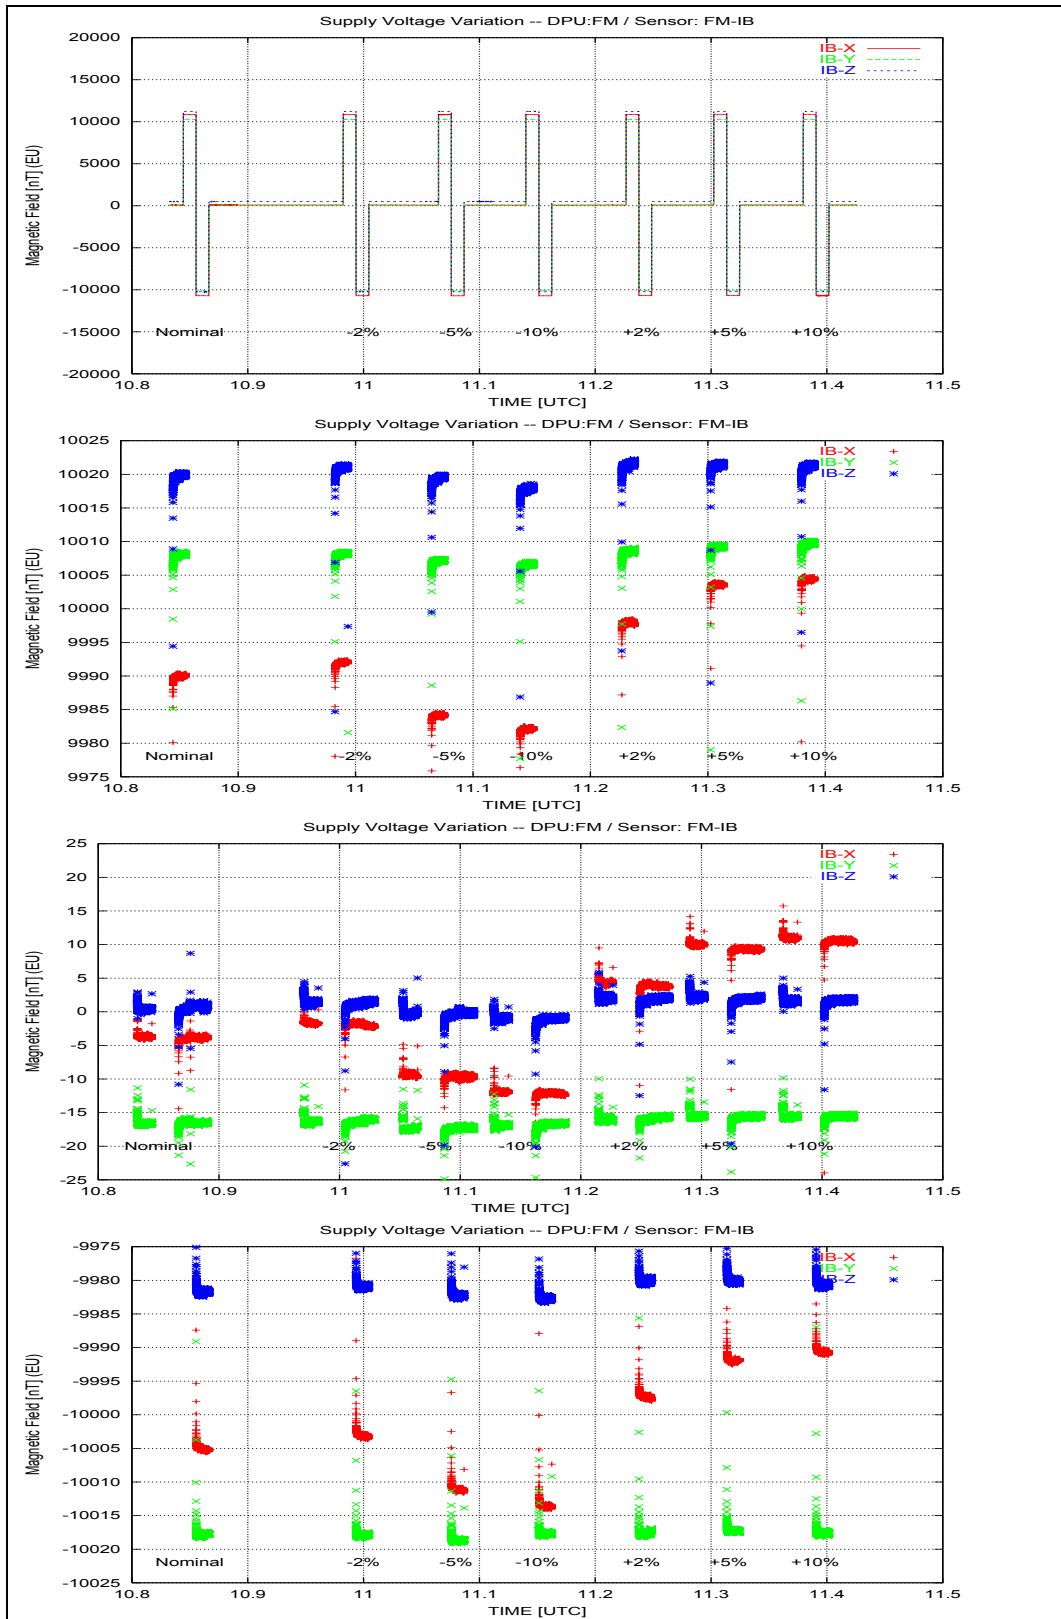 Supply Voltage Variation -- DPU:FM / Sensor: FM-IB
Magnetic Field [nT] (EU)
20000
15000
10000
5000
0
-5000
-10000
-15000
-20000
IB-X
IB-Y
IB-Z
Nominal -2% -5% -10% +2% +5% +10%
10.8 10.9 11 11.1 11.2 11.3 11.4 11.5
TIME [UTC]
Supply Voltage Variation -- DPU:FM / Sensor: FM-IB
Magnetic Field [nT] (EU)
10025
10020
10015
10010
10005
10000
9995
9990
9985
9980
9975
IB-X
IB-Y
IB-Z
Nominal -2% -5% -10% +2% +5% +10%
10.8 10.9 11 11.1 11.2 11.3 11.4 11.5
TIME [UTC]
Supply Voltage Variation -- DPU:FM / Sensor: FM-IB
Magnetic Field [nT] (EU)
25
20
15
10
5
0
-5
-10
-15
-20
-25
IB-X
IB-Y
IB-Z
Nominal -2% -5% -10% +2% +5% +10%
10.8 10.9 11 11.1 11.2 11.3 11.4 11.5
TIME [UTC]
Supply Voltage Variation -- DPU:FM / Sensor: FM-IB
Magnetic Field [nT] (EU)
-9975
-9980
-9985
-9990
-9995
-10000
-10005
-10010
-10015
-10020
-10025
IB-X
IB-Y
IB-Z
Nominal -2% -5% -10% +2% +5% +10%
10.8 10.9 11 11.1 11.2 11.3 11.4 11.5
TIME [UTC]